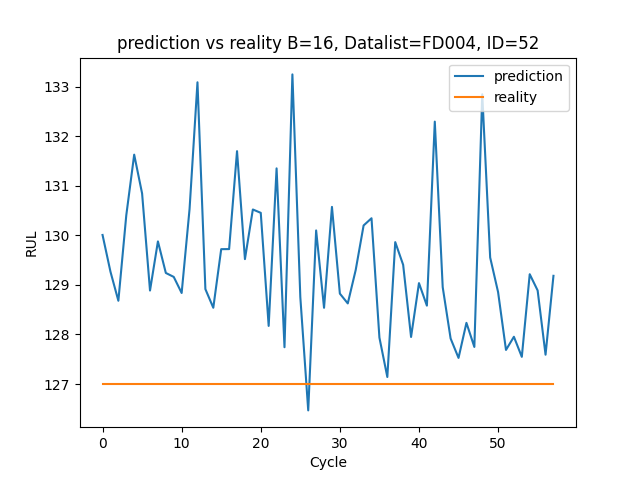 prediction vs reality B=16, Datalist=FD004, ID=52
prediction
reality
133
132
131
130
129
128
127
RUL
0 10 20 30 40 50
Cycle